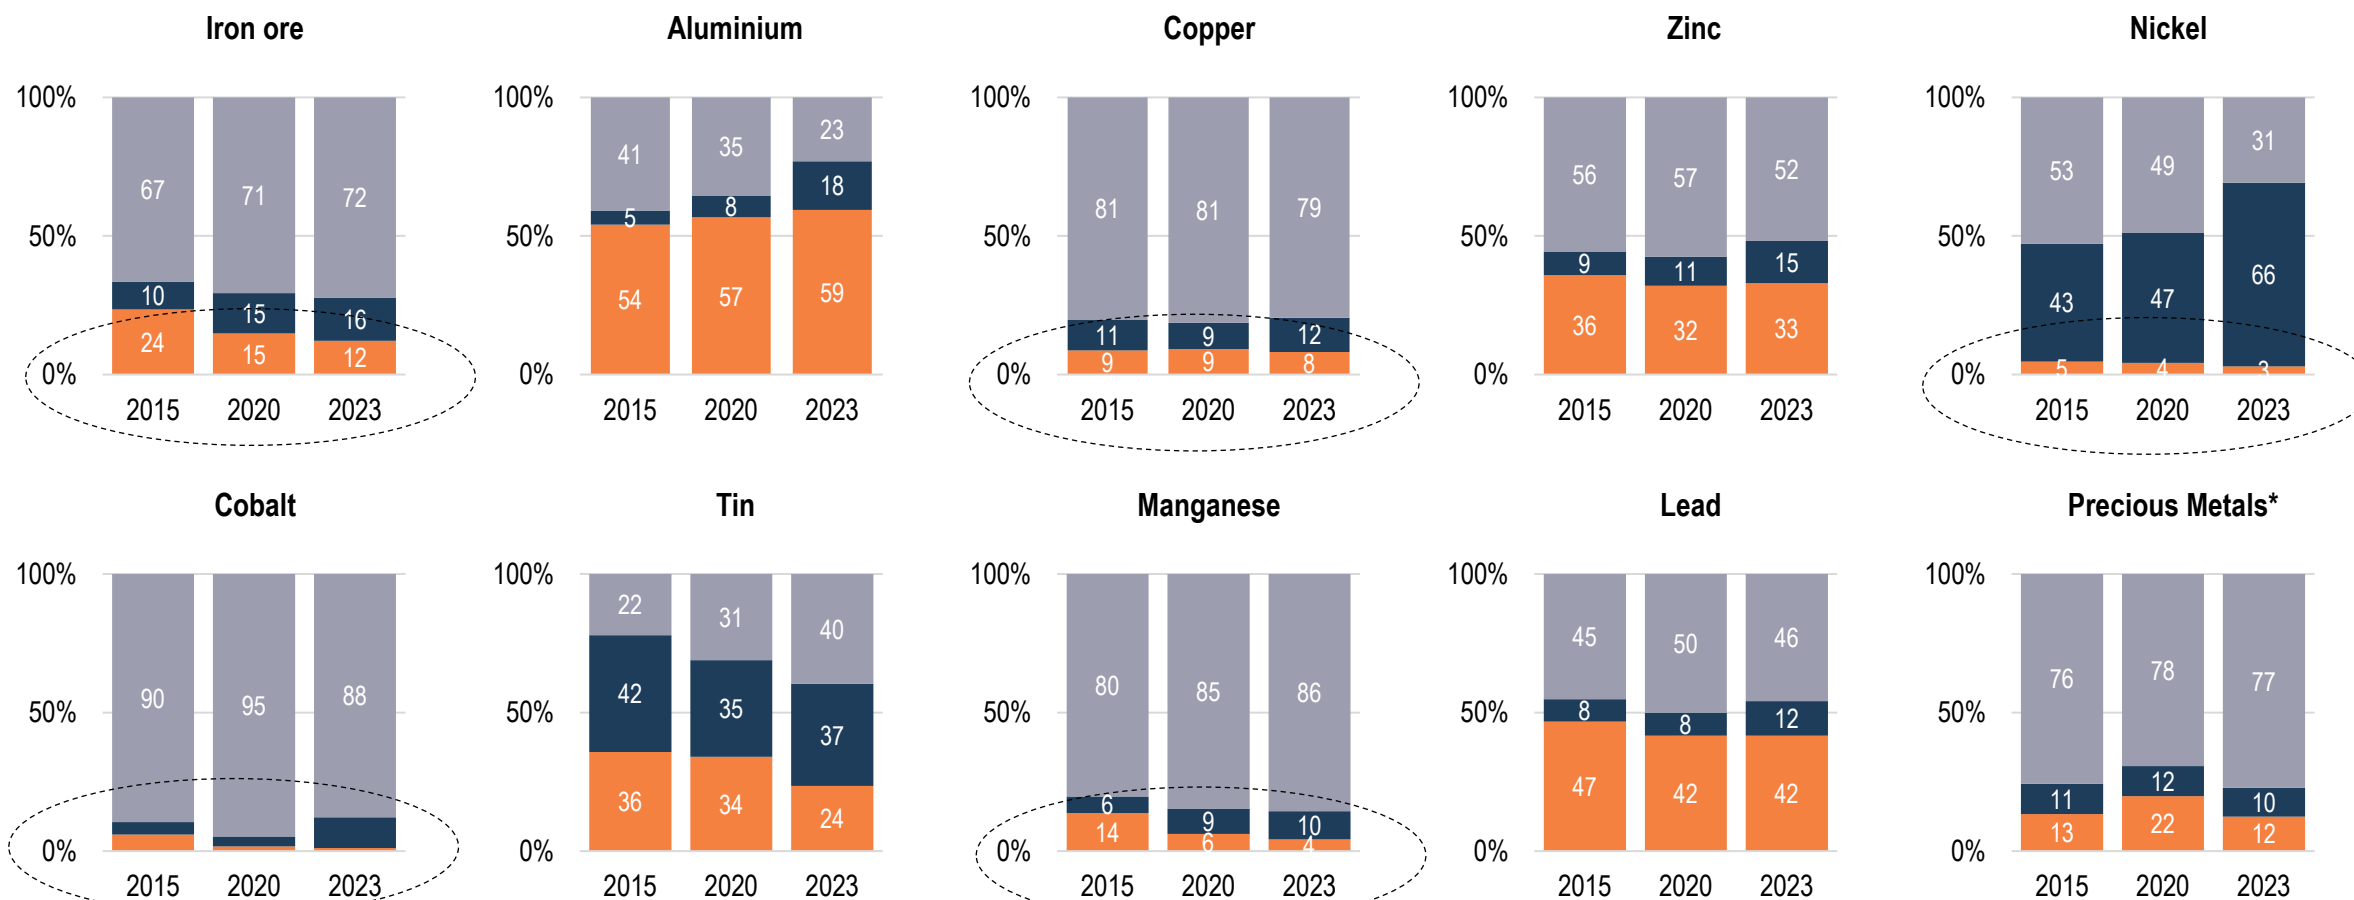 Iron ore
Aluminium
Copper
Zinc
Nickel
100%
50%
0%
67 71 72
10 15 16
24 15 12
2015 2020 2023
100%
50%
0%
41 35 23
5 8 18
54 57 59
2015 2020 2023
100%
50%
0%
81 81 79
11 9 12
9 9 8
2015 2020 2023
100%
50%
0%
56 57 52
9 11 15
36 32 33
2015 2020 2023
100%
50%
0%
53 49 31
43 47 66
5 4 3
2015 2020 2023
Cobalt
Tin
Manganese
Lead
Precious Metals*
100%
50%
0%
90 95 88
2015 2020 2023
100%
50%
0%
22 31 40
42 35 37
36 34 24
2015 2020 2023
100%
50%
0%
80 85 86
6 9 10
14 6 4
2015 2020 2023
100%
50%
0%
45 50 46
8 8 12
47 42 42
2015 2020 2023
100%
50%
0%
76 78 77
11 12 10
13 22 12
2015 2020 2023